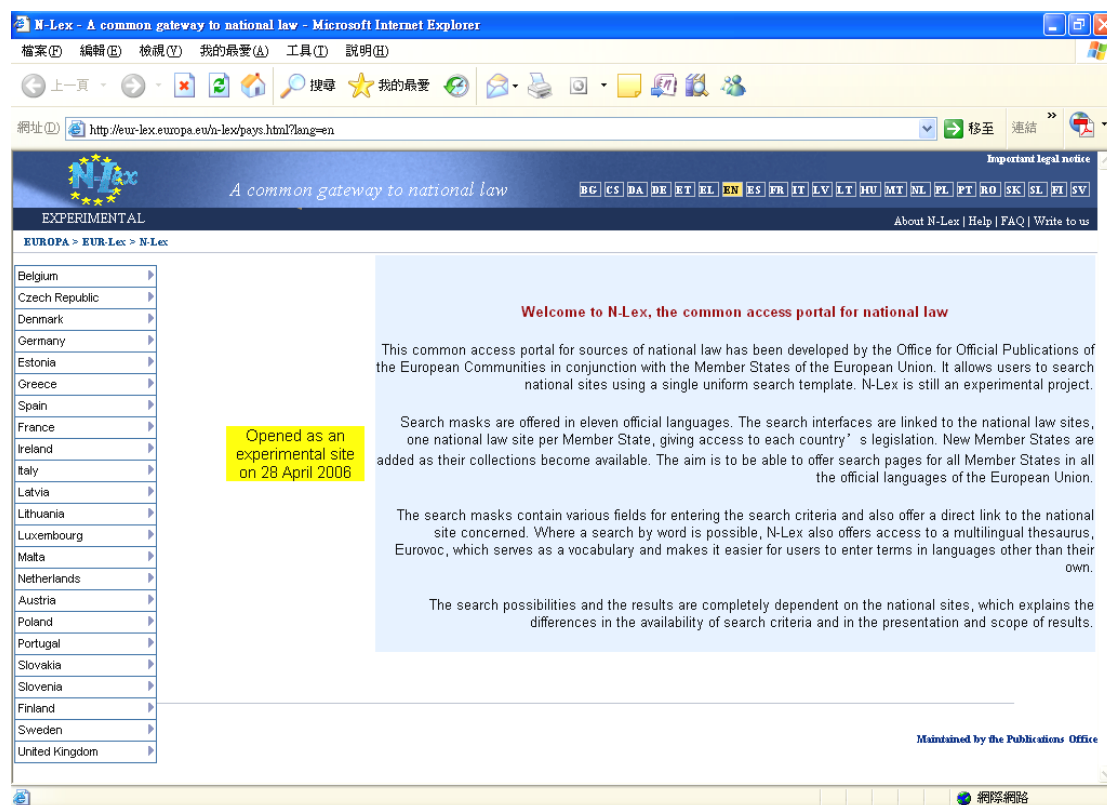 N-Lex - A common gateway to national law - Microsoft Internet Explorer
檔案(F) 編輯(E) 檢視(V) 我的最愛(A) 工具(T) 說明(H)
上一頁 搜尋 我的最愛
網址(D) http://eur-lex.europa.eu/n-lex/pays.html?lang=en 移至 連結 »
Important legal notice
N-Lex
A common gateway to national law BG CS DA DE ET EL EN ES FR IT LV LT HU MT NL PL PT RO SK SL FI SV
EXPERIMENTAL About N-Lex | Help | FAQ | Write to us
EUROPA > EUR-Lex > N-Lex
Belgium
Czech Republic
Denmark
Germany
Estonia
Greece
Spain
France
Ireland
Italy
Latvia
Lithuania
Luxembourg
Malta
Netherlands
Austria
Poland
Portugal
Slovakia
Slovenia
Finland
Sweden
United Kingdom
Opened as an
experimental site
on 28 April 2006
Welcome to N-Lex, the common access portal for national law
This common access portal for sources of national law has been developed by the Office for Official Publications of
the European Communities in conjunction with the Member States of the European Union. It allows users to search
national sites using a single uniform search template. N-Lex is still an experimental project.
Search masks are offered in eleven official languages. The search interfaces are linked to the national law sites,
one national law site per Member State, giving access to each country’s legislation. New Member States are
added as their collections become available. The aim is to be able to offer search pages for all Member States in all
the official languages of the European Union.
The search masks contain various fields for entering the search criteria and also offer a direct link to the national
site concerned. Where a search by word is possible, N-Lex also offers access to a multilingual thesaurus,
Eurovoc, which serves as a vocabulary and makes it easier for users to enter terms in languages other than their
own.
The search possibilities and the results are completely dependent on the national sites, which explains the
differences in the availability of search criteria and in the presentation and scope of results.
Maintained by the Publications Office
網際網路